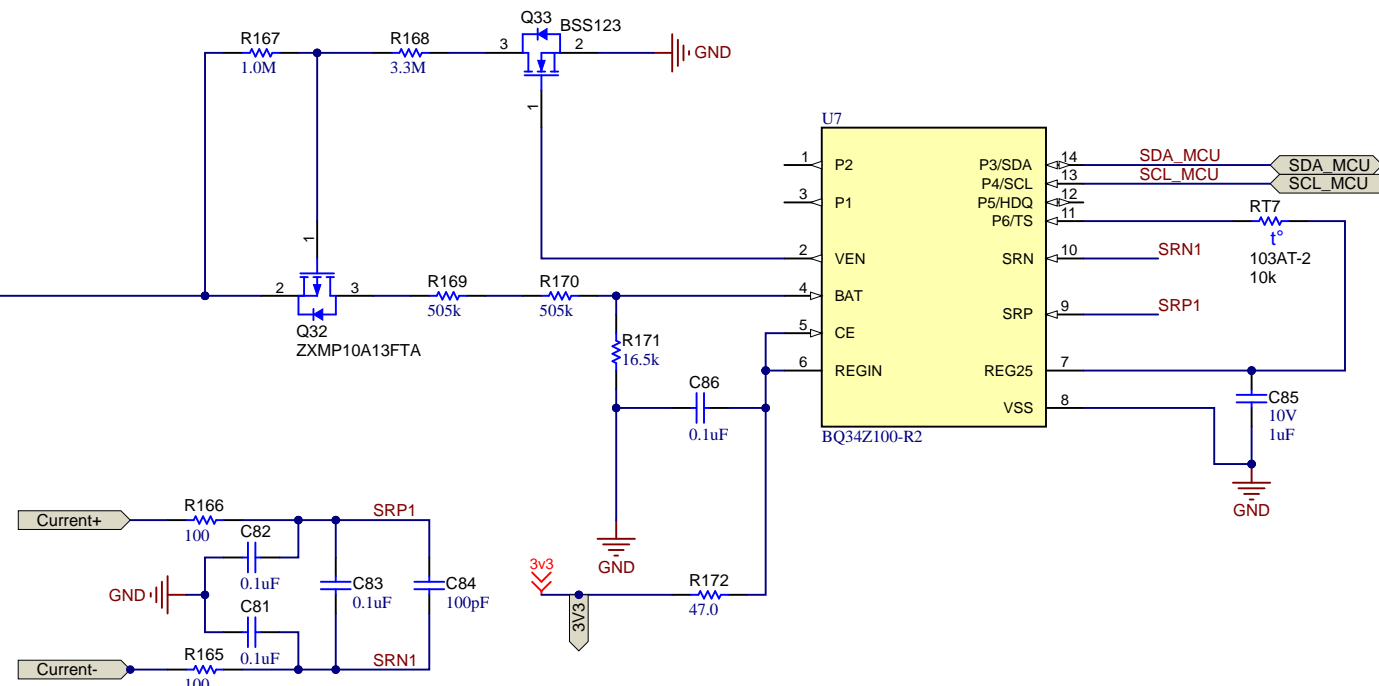 Q33
BSS123
R167
1.0M
R168
3.3M
3
2
GND
1
U7
1
P2
P3/SDA
14
SDA_MCU
SDA_MCU
P4/SCL
13
SCL_MCU
SCL_MCU
3
P1
P5/HDQ
12
P6/TS
11
RT7
t°
103AT-2
10k
2
VEN
SRN
10
SRN1
4
BAT
SRP
9
SRP1
5
CE
6
REGIN
REG25
7
VSS
8
BQ34Z100-R2
C85
10V
1uF
GND
1
2
3
Q32
ZXMP10A13FTA
R169
505k
R170
505k
R171
16.5k
C86
0.1uF
GND
3v3
3V3
R172
47.0
Current+
R166
100
SRP1
C82
0.1uF
GND
C83
0.1uF
C84
100pF
C81
0.1uF
Current-
R165
100
SRN1